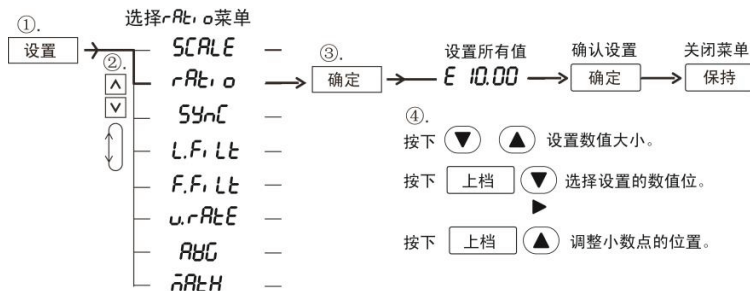 选择rAtio菜单
①.
设置
②.
SCALE
rAtio
SYnC
L.FiLt
F.FiLt
u.rAtE
AVG
mAtH
③.
确定
设置所有值
E 10.00
确认设置
确定
关闭菜单
保持
④.
按下 ▼ ▲ 设置数值大小。
按下 上档 ▼ 选择设置的数值位。
▶
按下 上档 ▲ 调整小数点的位置。